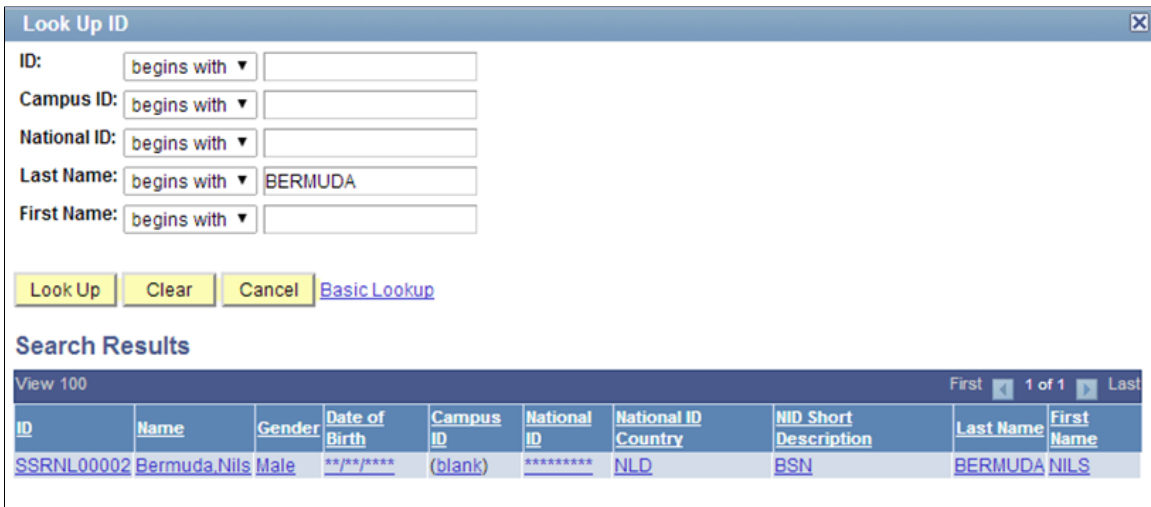 Look Up ID
ID: begins with
Campus ID: begins with
National ID: begins with
Last Name: begins with BERMUDA
First Name: begins with
Look Up Clear Cancel Basic Lookup
Search Results
View 100 First 1 of 1 Last
ID Name Gender Date of Birth Campus ID National ID National ID Country NID Short Description Last Name First Name
SSRNL00002 Bermuda,Nils Male **/**/**** (blank) ********* NLD BSN BERMUDA NILS